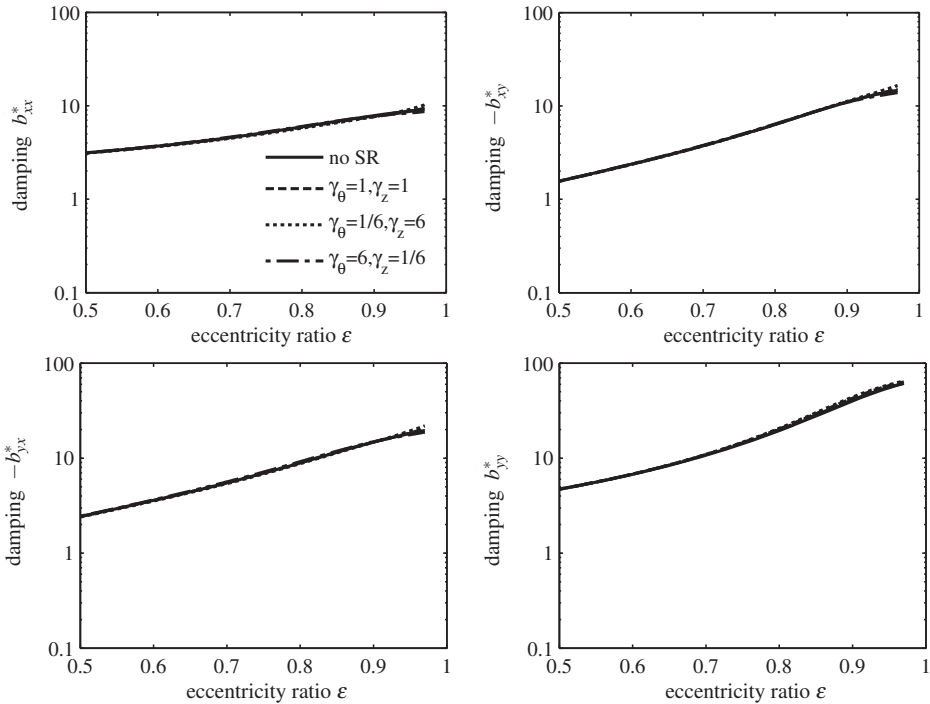 100
10
1
0.1
damping b*xx
no SR
γθ=1,γz=1
γθ=1/6,γz=6
γθ=6,γz=1/6
0.5 0.6 0.7 0.8 0.9 1
eccentricity ratio ε
100
10
1
0.1
damping −b*xy
0.5 0.6 0.7 0.8 0.9 1
eccentricity ratio ε
100
10
1
0.1
damping −b*yx
0.5 0.6 0.7 0.8 0.9 1
eccentricity ratio ε
100
10
1
0.1
damping b*yy
0.5 0.6 0.7 0.8 0.9 1
eccentricity ratio ε